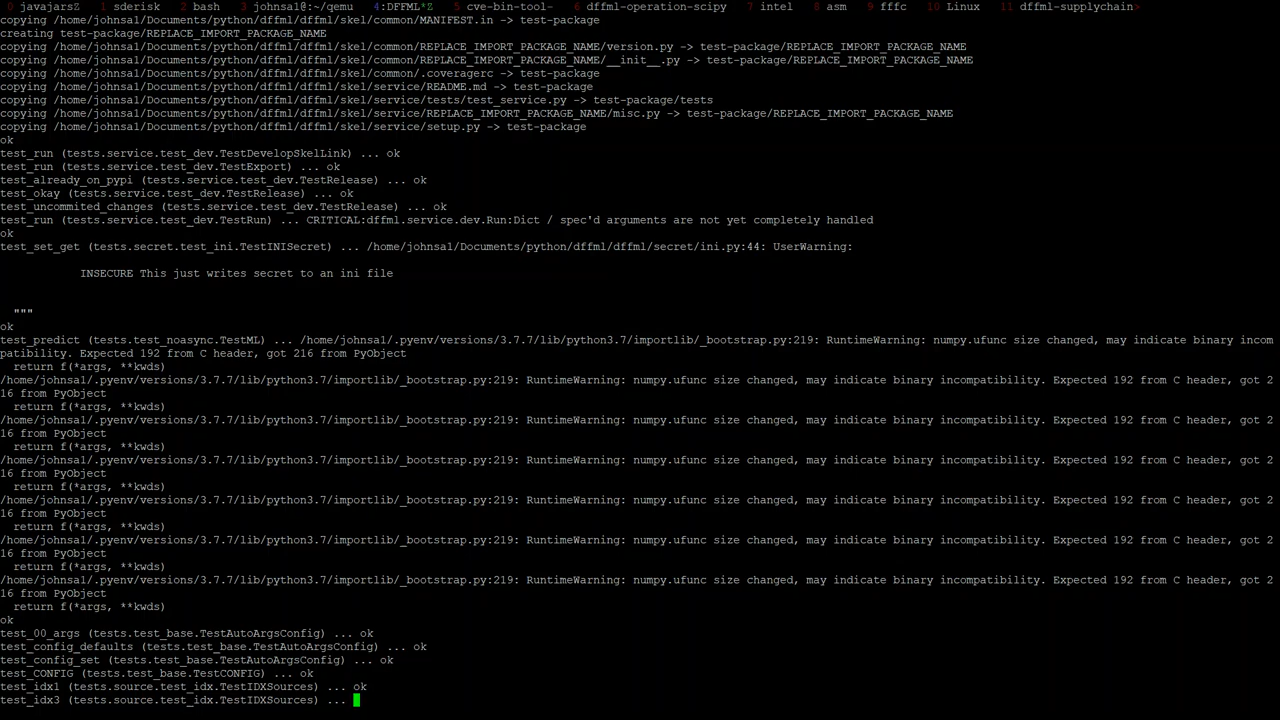 0 javajarsZ  1 sderisk  2 bash  3 johnsa1@:~/qemu  4:DFFML*Z  5 cve-bin-tool-  6 dffml-operation-scipy  7 intel  8 asm  9 fffc  10 Linux  11 dffml-supplychain>
copying /home/johnsa1/Documents/python/dffml/dffml/skel/common/MANIFEST.in -> test-package
creating test-package/REPLACE_IMPORT_PACKAGE_NAME
copying /home/johnsa1/Documents/python/dffml/dffml/skel/common/REPLACE_IMPORT_PACKAGE_NAME/version.py -> test-package/REPLACE_IMPORT_PACKAGE_NAME
copying /home/johnsa1/Documents/python/dffml/dffml/skel/common/REPLACE_IMPORT_PACKAGE_NAME/__init__.py -> test-package/REPLACE_IMPORT_PACKAGE_NAME
copying /home/johnsa1/Documents/python/dffml/dffml/skel/common/.coveragerc -> test-package
copying /home/johnsa1/Documents/python/dffml/dffml/skel/service/README.md -> test-package
copying /home/johnsa1/Documents/python/dffml/dffml/skel/service/tests/test_service.py -> test-package/tests
copying /home/johnsa1/Documents/python/dffml/dffml/skel/service/REPLACE_IMPORT_PACKAGE_NAME/misc.py -> test-package/REPLACE_IMPORT_PACKAGE_NAME
copying /home/johnsa1/Documents/python/dffml/dffml/skel/service/setup.py -> test-package
ok
test_run (tests.service.test_dev.TestDevelopSkelLink) ... ok
test_run (tests.service.test_dev.TestExport) ... ok
test_already_on_pypi (tests.service.test_dev.TestRelease) ... ok
test_okay (tests.service.test_dev.TestRelease) ... ok
test_uncommited_changes (tests.service.test_dev.TestRelease) ... ok
test_run (tests.service.test_dev.TestRun) ... CRITICAL:dffml.service.dev.Run:Dict / spec'd arguments are not yet completely handled
ok
test_set_get (tests.secret.test_ini.TestINISecret) ... /home/johnsa1/Documents/python/dffml/dffml/secret/ini.py:44: UserWarning:
INSECURE This just writes secret to an ini file
"""
ok
test_predict (tests.test_noasync.TestML) ... /home/johnsa1/.pyenv/versions/3.7.7/lib/python3.7/importlib/_bootstrap.py:219: RuntimeWarning: numpy.ufunc size changed, may indicate binary incom
patibility. Expected 192 from C header, got 216 from PyObject
return f(*args, **kwds)
/home/johnsa1/.pyenv/versions/3.7.7/lib/python3.7/importlib/_bootstrap.py:219: RuntimeWarning: numpy.ufunc size changed, may indicate binary incompatibility. Expected 192 from C header, got 2
16 from PyObject
return f(*args, **kwds)
/home/johnsa1/.pyenv/versions/3.7.7/lib/python3.7/importlib/_bootstrap.py:219: RuntimeWarning: numpy.ufunc size changed, may indicate binary incompatibility. Expected 192 from C header, got 2
16 from PyObject
return f(*args, **kwds)
/home/johnsa1/.pyenv/versions/3.7.7/lib/python3.7/importlib/_bootstrap.py:219: RuntimeWarning: numpy.ufunc size changed, may indicate binary incompatibility. Expected 192 from C header, got 2
16 from PyObject
return f(*args, **kwds)
/home/johnsa1/.pyenv/versions/3.7.7/lib/python3.7/importlib/_bootstrap.py:219: RuntimeWarning: numpy.ufunc size changed, may indicate binary incompatibility. Expected 192 from C header, got 2
16 from PyObject
return f(*args, **kwds)
/home/johnsa1/.pyenv/versions/3.7.7/lib/python3.7/importlib/_bootstrap.py:219: RuntimeWarning: numpy.ufunc size changed, may indicate binary incompatibility. Expected 192 from C header, got 2
16 from PyObject
return f(*args, **kwds)
/home/johnsa1/.pyenv/versions/3.7.7/lib/python3.7/importlib/_bootstrap.py:219: RuntimeWarning: numpy.ufunc size changed, may indicate binary incompatibility. Expected 192 from C header, got 2
16 from PyObject
return f(*args, **kwds)
ok
test_00_args (tests.test_base.TestAutoArgsConfig) ... ok
test_config_defaults (tests.test_base.TestAutoArgsConfig) ... ok
test_config_set (tests.test_base.TestAutoArgsConfig) ... ok
test_CONFIG (tests.test_base.TestCONFIG) ... ok
test_idx1 (tests.source.test_idx.TestIDXSources) ... ok
test_idx3 (tests.source.test_idx.TestIDXSources) ...